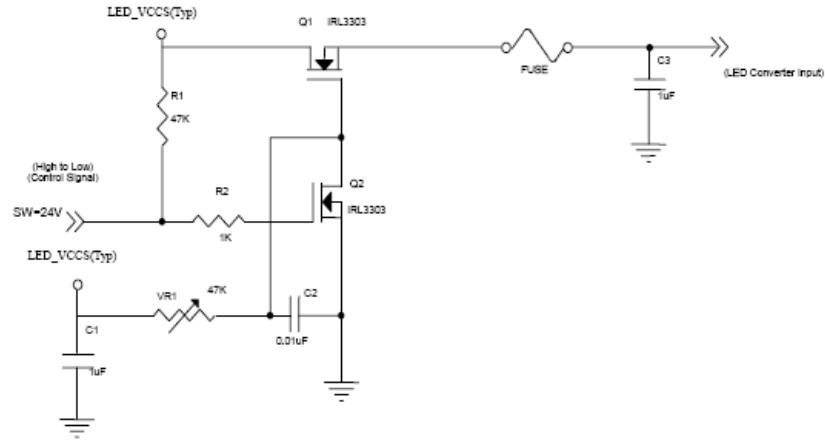 LED_VCCS(Typ)
Q1 IRL3303
R1
47K
FUSE
C3
1uF
(LED Converter Input)
(High to Low)
(Control Signal)
SW=24V
R2
1K
Q2
IRL3303
LED_VCCS(Typ)
VR1
47K
C2
0.01uF
C1
1uF